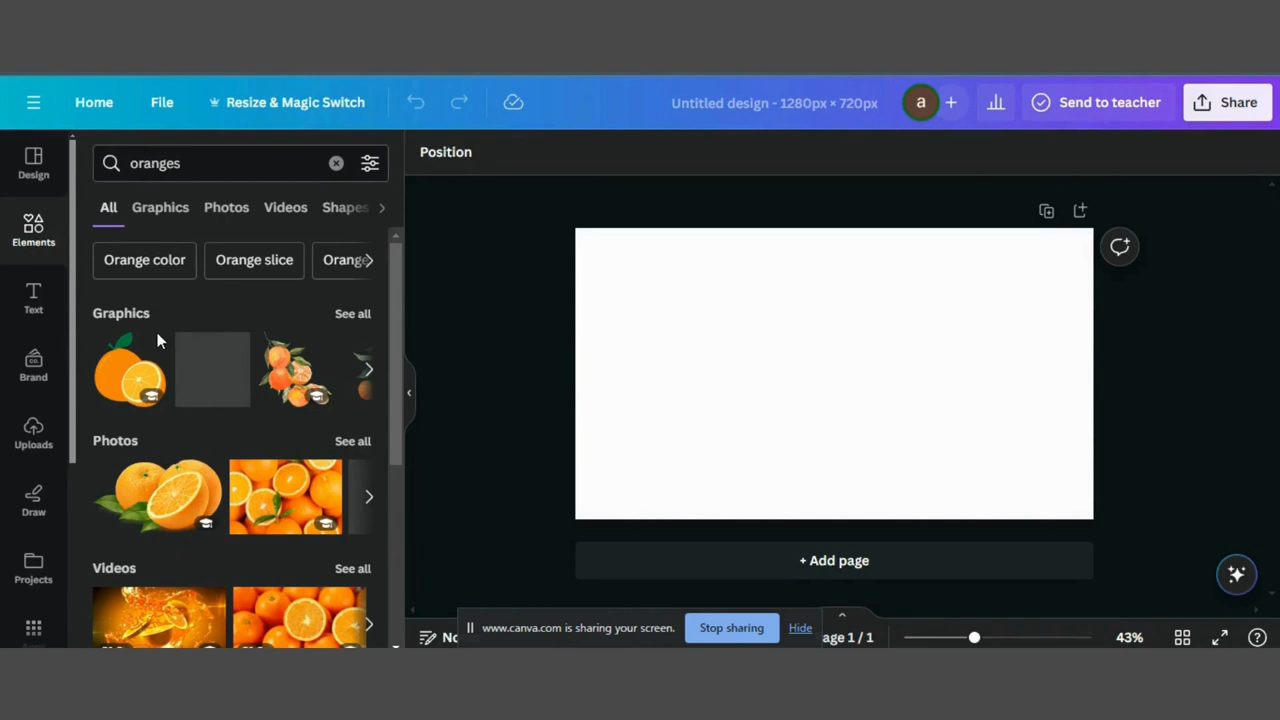 Home File Resize & Magic Switch Untitled design - 1280px × 720px a + Send to teacher Share
Design
Elements
Text
Brand
Uploads
Draw
Projects
oranges
All Graphics Photos Videos Shapes
Orange color Orange slice Orange
Graphics See all
Photos See all
Videos See all
Position
+ Add page
www.canva.com is sharing your screen. Stop sharing Hide
1 / 1 43%